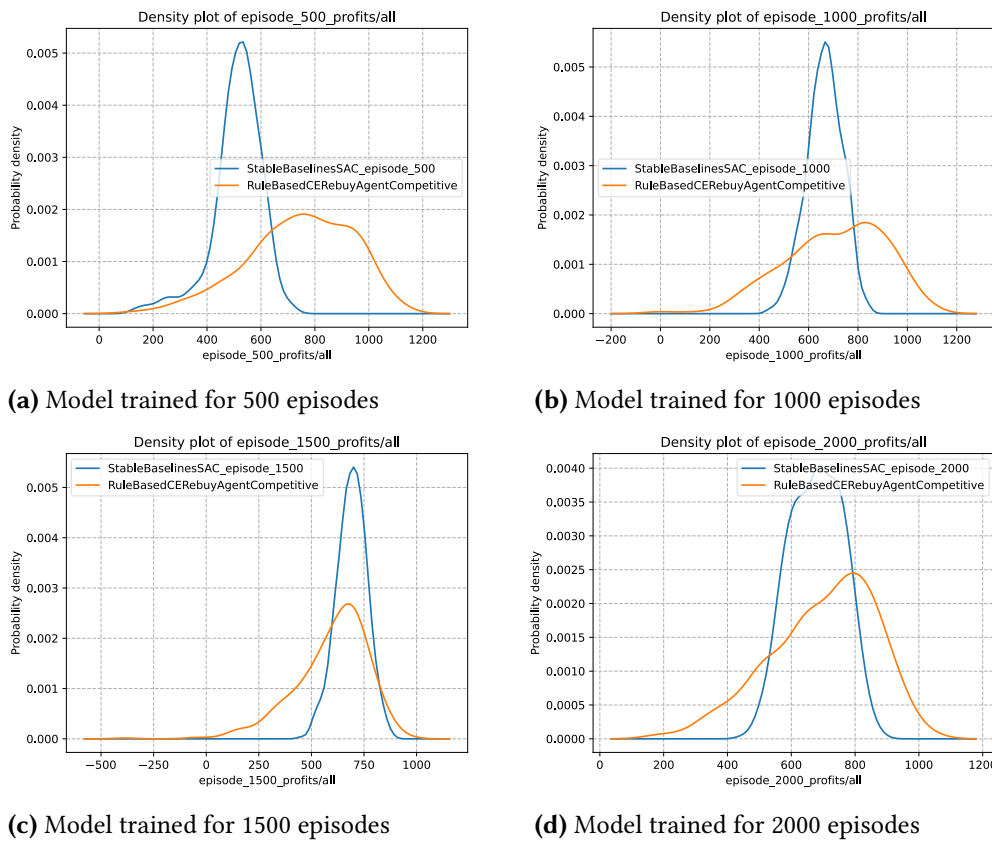 Density plot of episode_500_profits/all
0.005
0.004
0.003
0.002
0.001
0.000
Probability density
StableBaselinesSAC_episode_500
RuleBasedCERebuyAgentCompetitive
0 200 400 600 800 1000 1200
episode_500_profits/all
(a) Model trained for 500 episodes
Density plot of episode_1000_profits/all
0.005
0.004
0.003
0.002
0.001
0.000
Probability density
StableBaselinesSAC_episode_1000
RuleBasedCERebuyAgentCompetitive
−200 0 200 400 600 800 1000 1200
episode_1000_profits/all
(b) Model trained for 1000 episodes
Density plot of episode_1500_profits/all
StableBaselinesSAC_episode_1500
RuleBasedCERebuyAgentCompetitive
0.005
0.004
0.003
0.002
0.001
0.000
Probability density
−500 −250 0 250 500 750 1000
episode_1500_profits/all
(c) Model trained for 1500 episodes
Density plot of episode_2000_profits/all
StableBaselinesSAC_episode_2000
RuleBasedCERebuyAgentCompetitive
0.0040
0.0035
0.0030
0.0025
0.0020
0.0015
0.0010
0.0005
0.0000
Probability density
0 200 400 600 800 1000 1200
episode_2000_profits/all
(d) Model trained for 2000 episodes